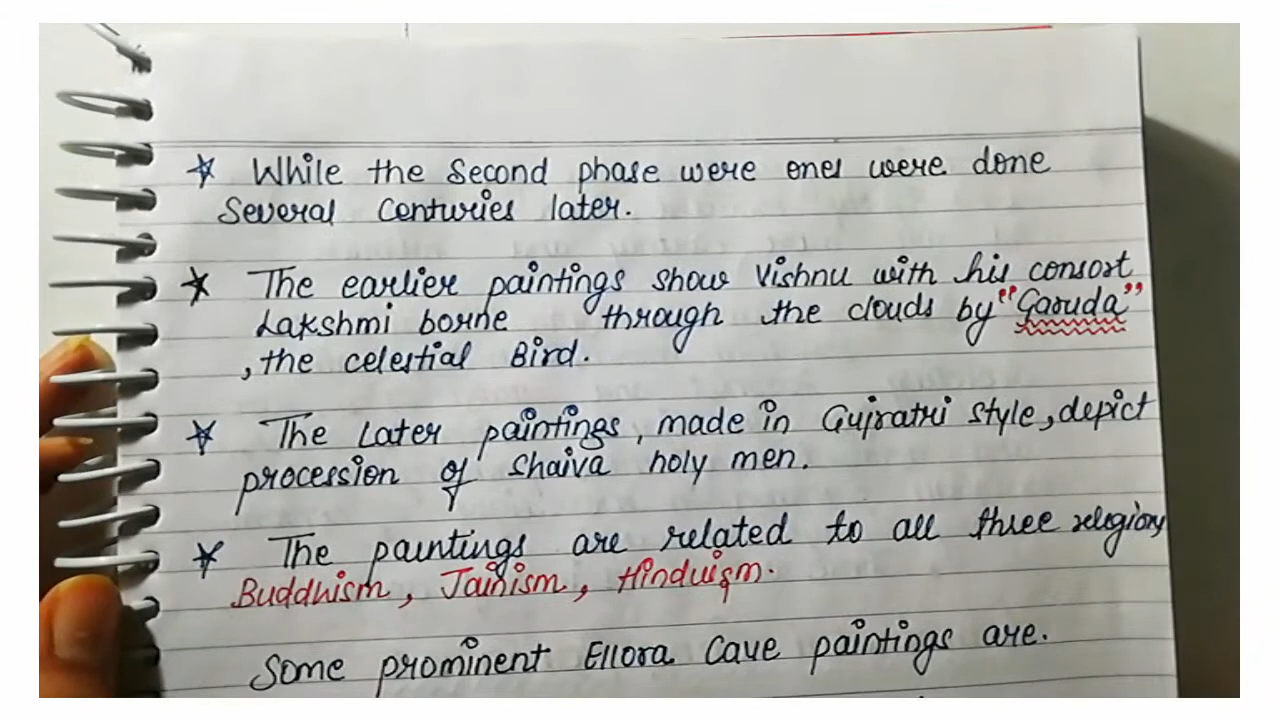 ☆ While the Second phase were ones were done
Several Centuries later.
☆ The earlier paintings show Vishnu with his consort
Lakshmi borne through the clouds by "Garuda"
, the celestial Bird.
☆ The Later paintings, made in Gujratri style, depict
procession of Shaiva holy men.
☆ The paintings are related to all three religions
Buddhism, Jainism, Hinduism.
Some prominent Ellora Cave paintings are.